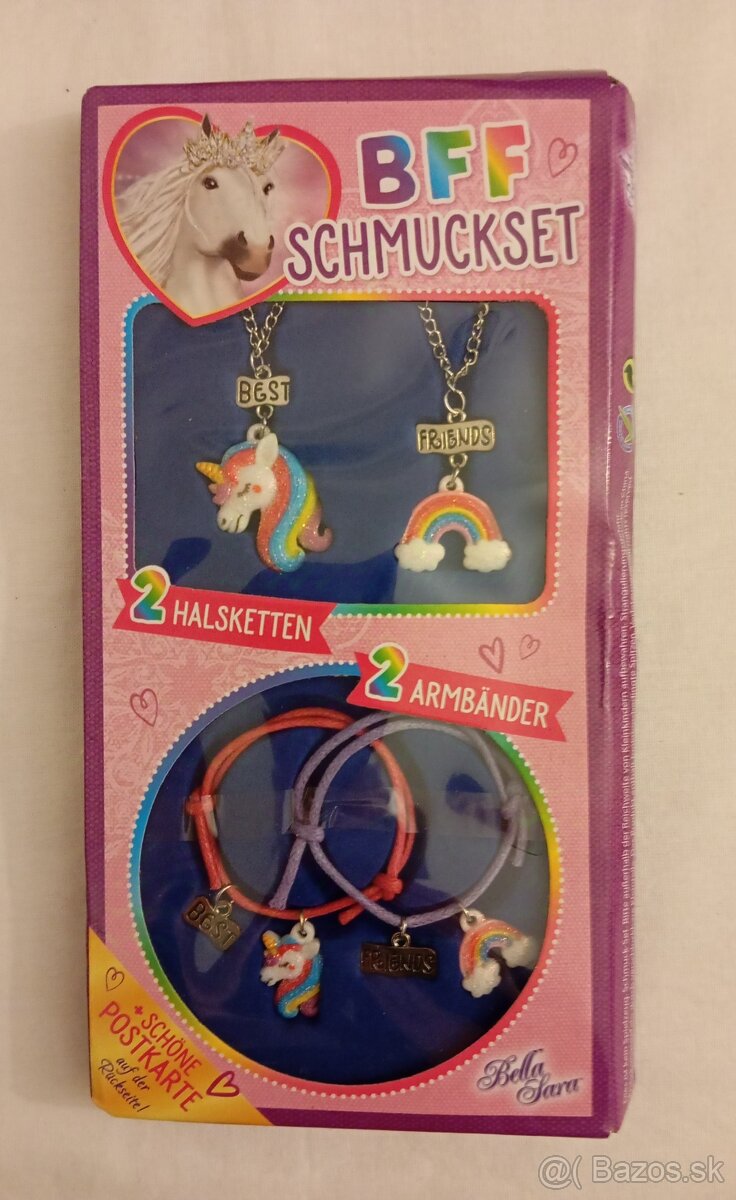 BFF
SCHMUCKSET
BEST
FRIENDS
2 HALSKETTEN
2 ARMBÄNDER
BEST
FRIENDS
+ SCHÖNE
POSTKARTE
auf der
Rückseite!
Bella
Sara
@( Bazos.sk